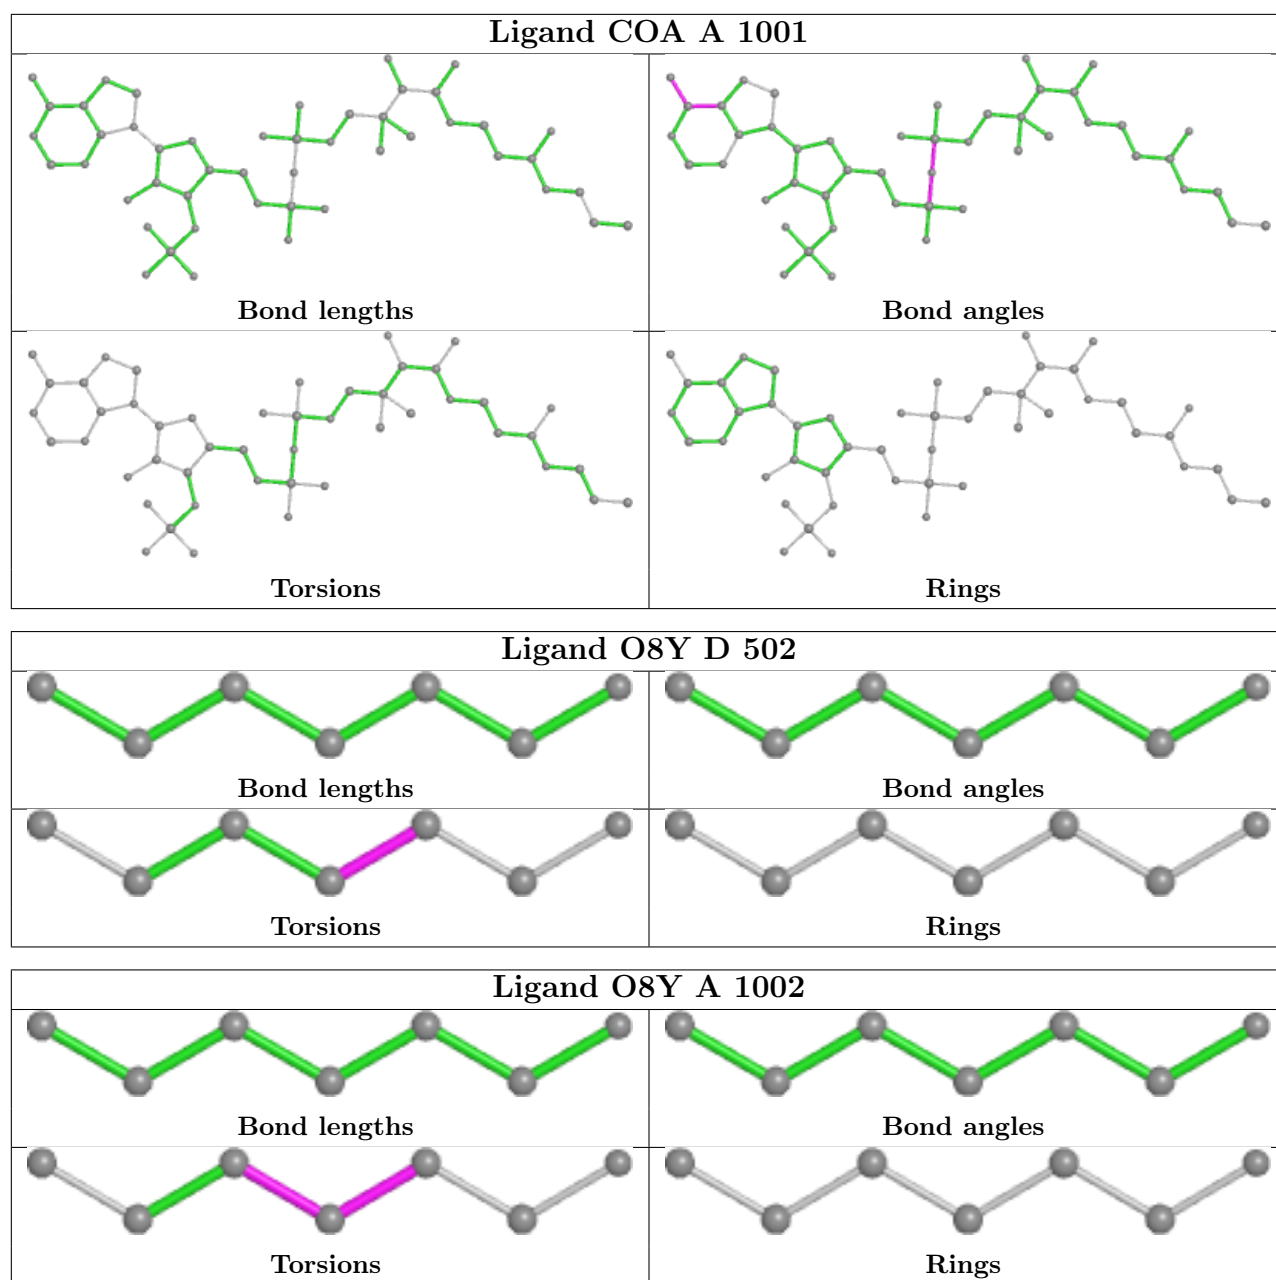 Ligand COA A 1001
Bond lengths
Bond angles
Torsions
Rings
Ligand O8Y D 502
Bond lengths
Bond angles
Torsions
Rings
Ligand O8Y A 1002
Bond lengths
Bond angles
Torsions
Rings